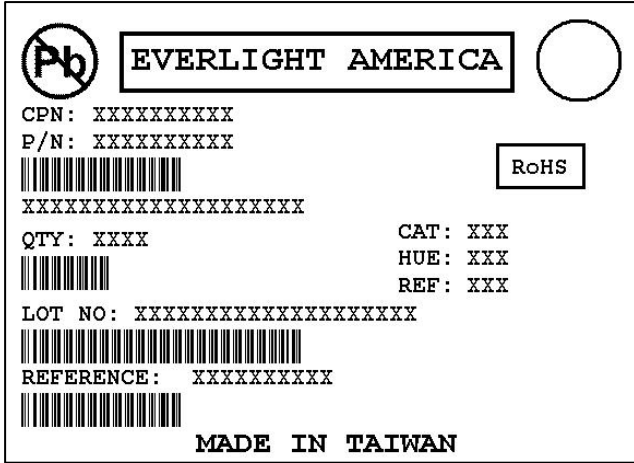 Pb
EVERLIGHT AMERICA
CPN: XXXXXXXXXX
P/N: XXXXXXXXXX
RoHS
XXXXXXXXXXXXXXXXXXXX
QTY: XXXX
CAT: XXX
HUE: XXX
REF: XXX
LOT NO: XXXXXXXXXXXXXXXXXXXX
REFERENCE: XXXXXXXXXX
MADE IN TAIWAN